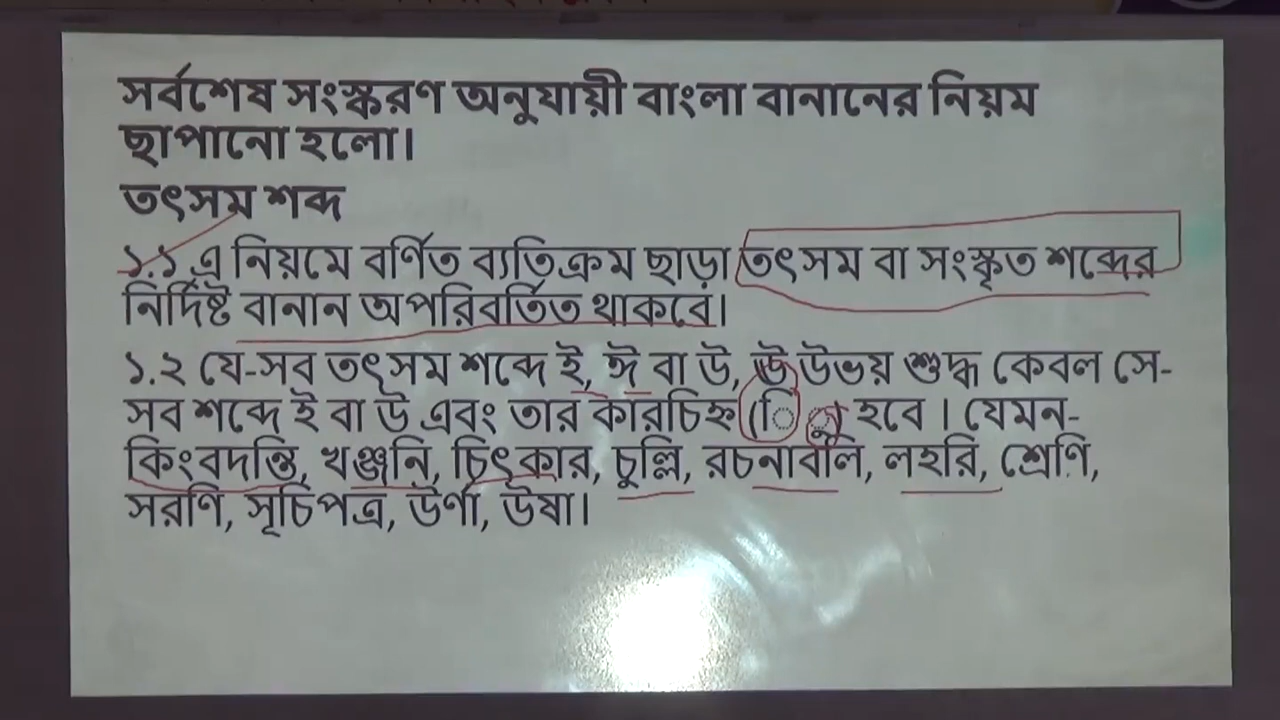 সর্বশেষ সংস্করণ অনুযায়ী বাংলা বানানের নিয়ম
ছাপানো হলো।
তৎসম শব্দ
১.১ এ নিয়মে বর্ণিত ব্যতিক্রম ছাড়া তৎসম বা সংস্কৃত শব্দের
নির্দিষ্ট বানান অপরিবর্তিত থাকবে।
১.২ যে-সব তৎসম শব্দে ই, ঈ বা উ, ঊ উভয় শুদ্ধ কেবল সে-
সব শব্দে ই বা উ এবং তার কারচিহ্ন (ি ু) হবে । যেমন-
কিংবদন্তি, খঞ্জনি, চিৎকার, চুল্লি, রচনাবলি, লহরি, শ্রেণি,
সরণি, সূচিপত্র, উর্ণা, উষা।